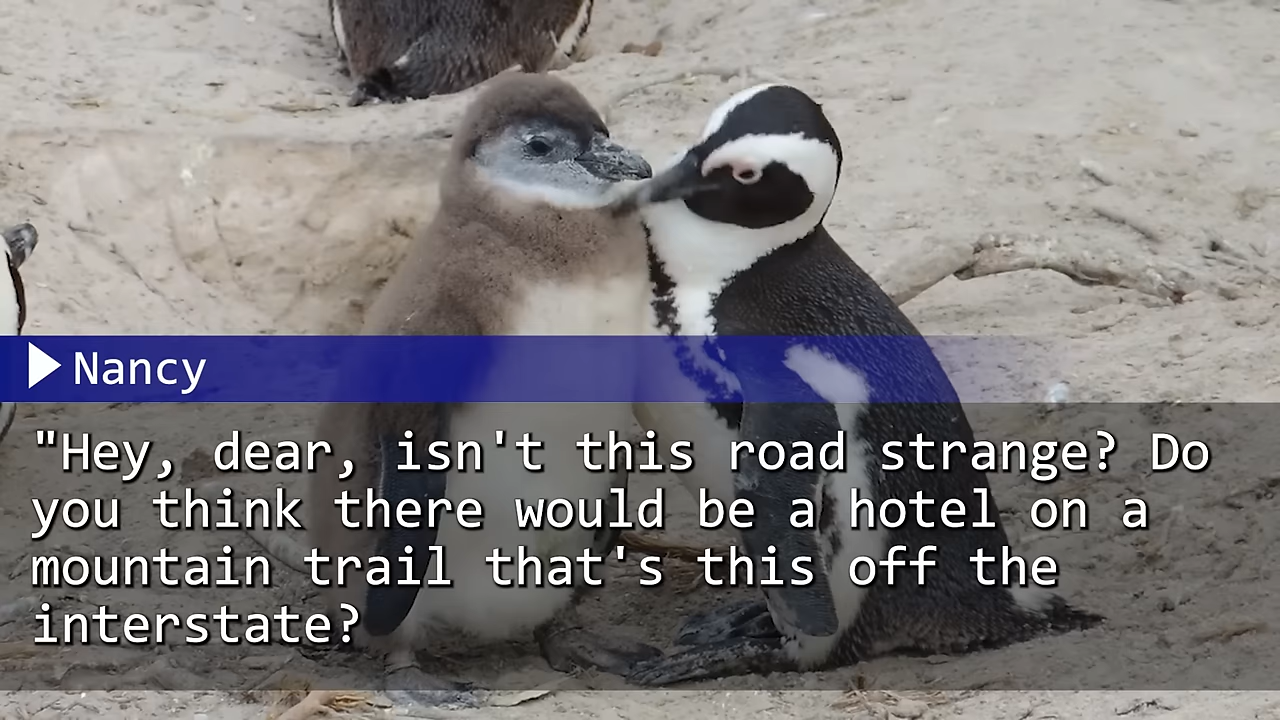 Nancy
"Hey, dear, isn't this road strange? Do
you think there would be a hotel on a
mountain trail that's this off the
interstate?